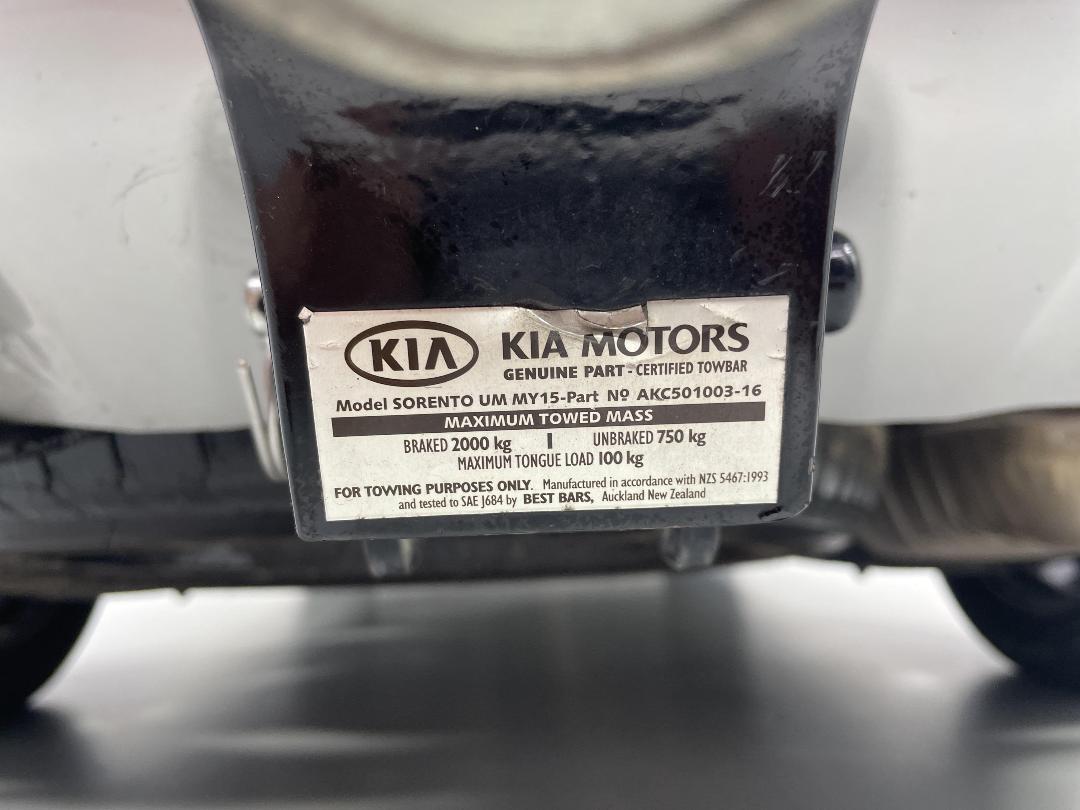 KIA KIA MOTORS
GENUINE PART - CERTIFIED TOWBAR
Model SORENTO UM MY15-Part Nº AKC501003-16
MAXIMUM TOWED MASS
BRAKED 2000 kg | UNBRAKED 750 kg
MAXIMUM TONGUE LOAD 100 kg
FOR TOWING PURPOSES ONLY. Manufactured in accordance with NZS 5467:1993
and tested to SAE J684 by BEST BARS, Auckland New Zealand